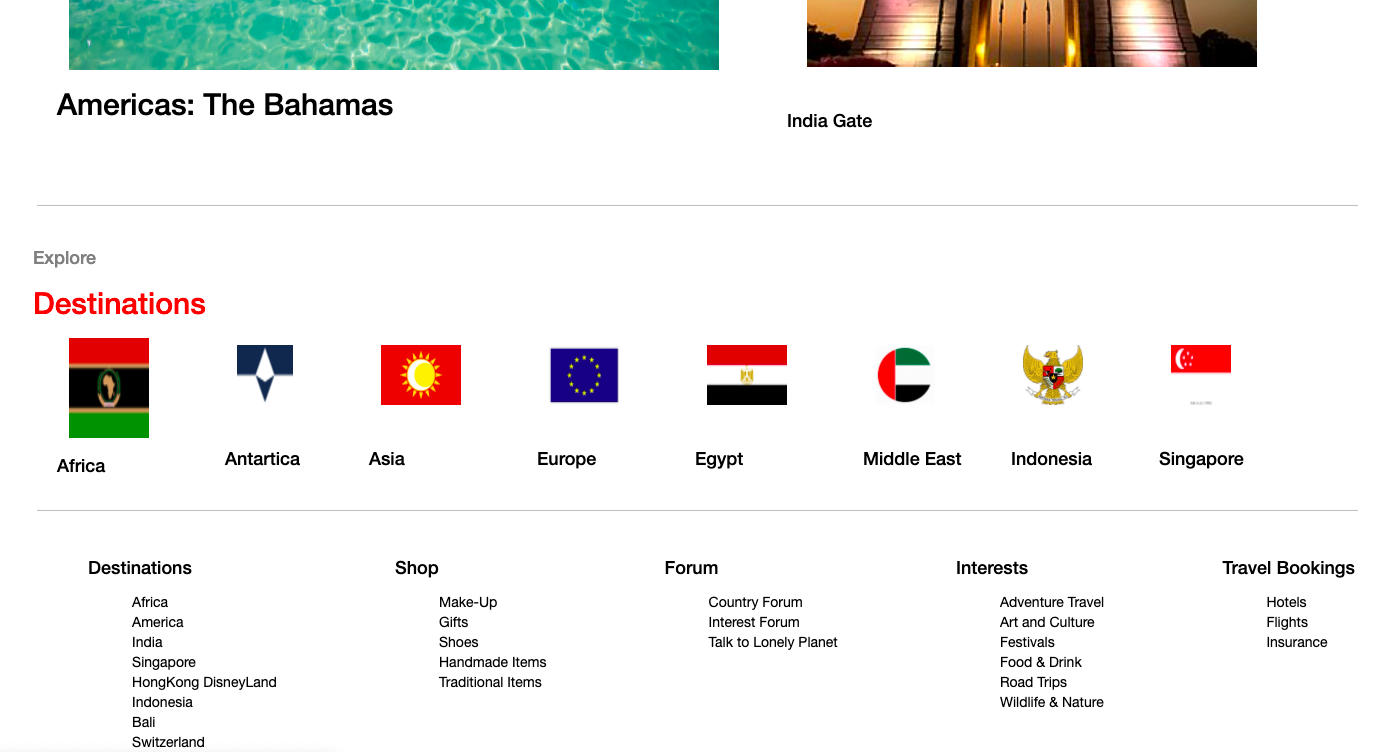 Americas: The Bahamas
India Gate
Explore
Destinations
Africa
Antartica
Asia
Europe
Egypt
Middle East
Indonesia
Singapore
Destinations
Africa
America
India
Singapore
HongKong DisneyLand
Indonesia
Bali
Switzerland
Shop
Make-Up
Gifts
Shoes
Handmade Items
Traditional Items
Forum
Country Forum
Interest Forum
Talk to Lonely Planet
Interests
Adventure Travel
Art and Culture
Festivals
Food & Drink
Road Trips
Wildlife & Nature
Travel Bookings
Hotels
Flights
Insurance